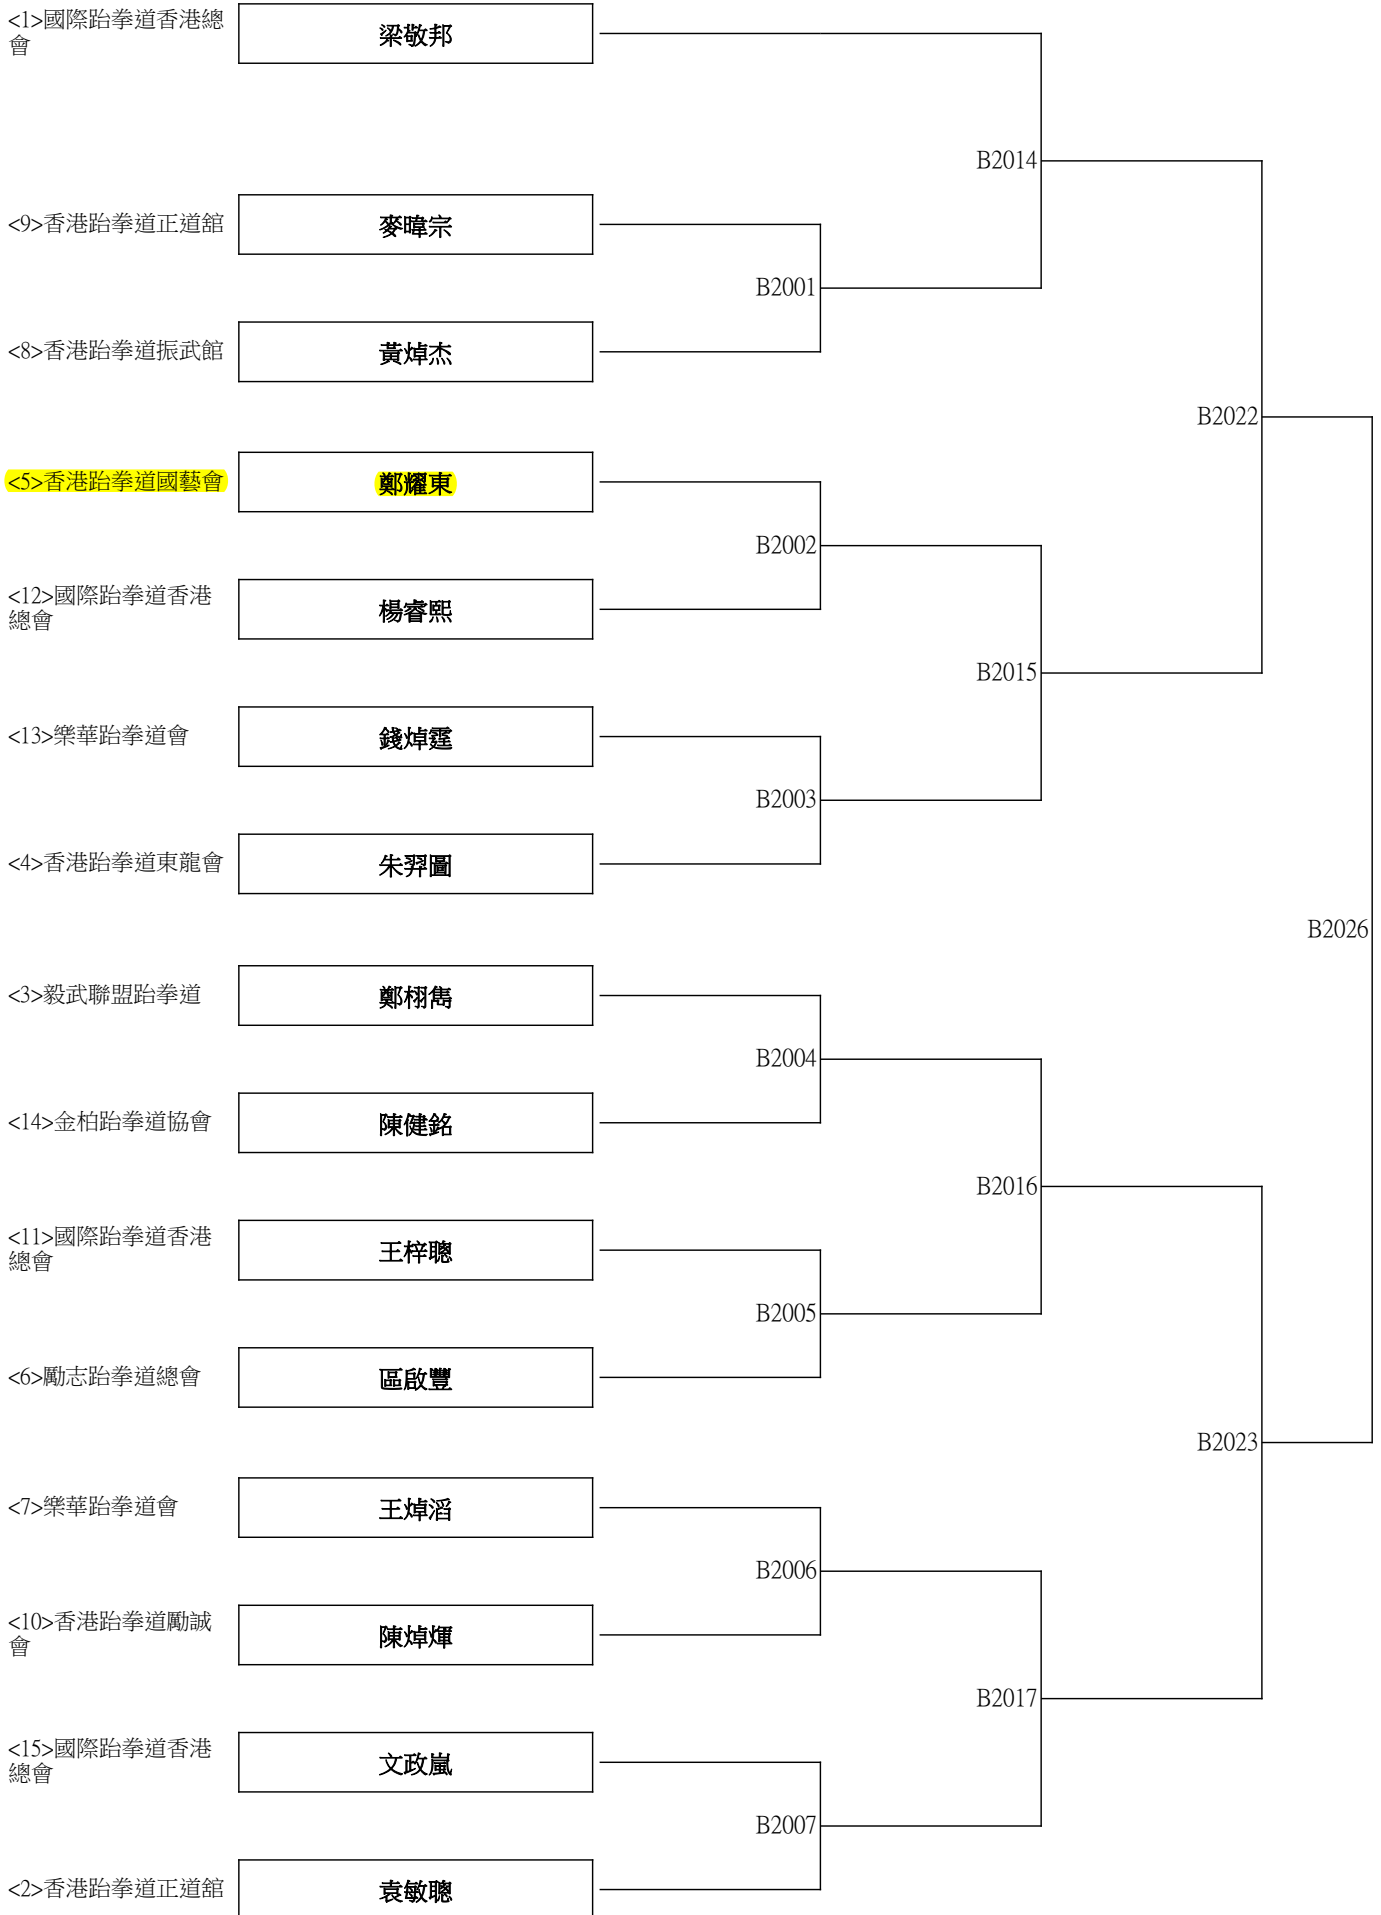 <1>國際跆拳道香港總
會
梁敬邦
B2014
<9>香港跆拳道正道舘
麥暐宗
B2001
<8>香港跆拳道振武館
黃焯杰
B2022
<5>香港跆拳道國藝會
鄭耀東
B2002
<12>國際跆拳道香港
總會
楊睿熙
B2015
<13>樂華跆拳道會
錢焯霆
B2003
<4>香港跆拳道東龍會
朱羿圖
B2026
<3>毅武聯盟跆拳道
鄭栩雋
B2004
<14>金柏跆拳道協會
陳健銘
B2016
<11>國際跆拳道香港
總會
王梓聰
B2005
<6>勵志跆拳道總會
區啟豐
B2023
<7>樂華跆拳道會
王焯滔
B2006
<10>香港跆拳道勵誠
會
陳焯煇
B2017
<15>國際跆拳道香港
總會
文政嵐
B2007
<2>香港跆拳道正道舘
袁敏聰